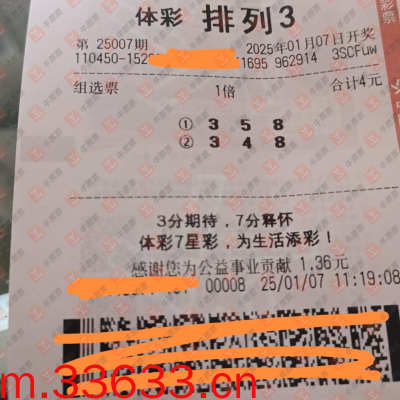 体彩 排列3
第 25007期 2025年01月07日开奖
110450-152 1695 962914 3SCFuw
组选票 1倍 合计4元
① 3 5 8
② 3 4 8
3分期待，7分释怀
体彩7星彩，为生活添彩！
感谢您为公益事业贡献 1.36元
00008 25/01/07 11:19:08
m.33633.cn